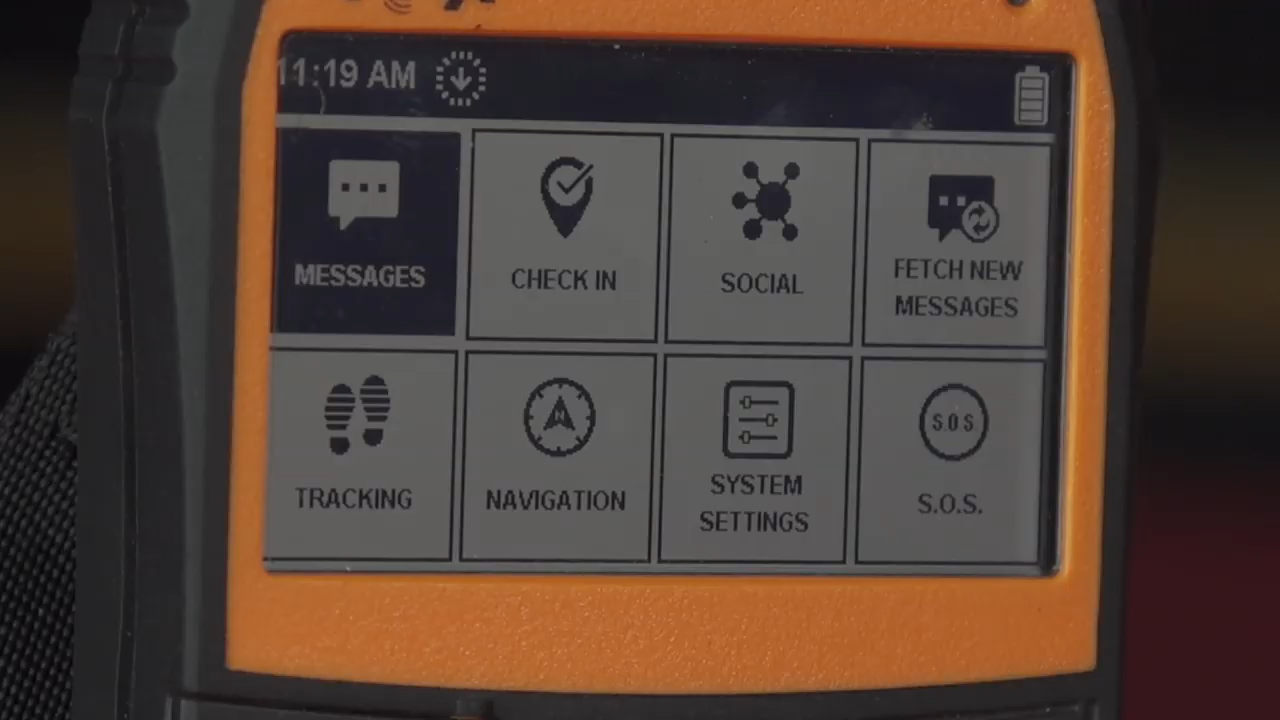 11:19 AM
MESSAGES
CHECK IN
SOCIAL
FETCH NEW
MESSAGES
TRACKING
NAVIGATION
SYSTEM
SETTINGS
S.O.S
S.O.S.